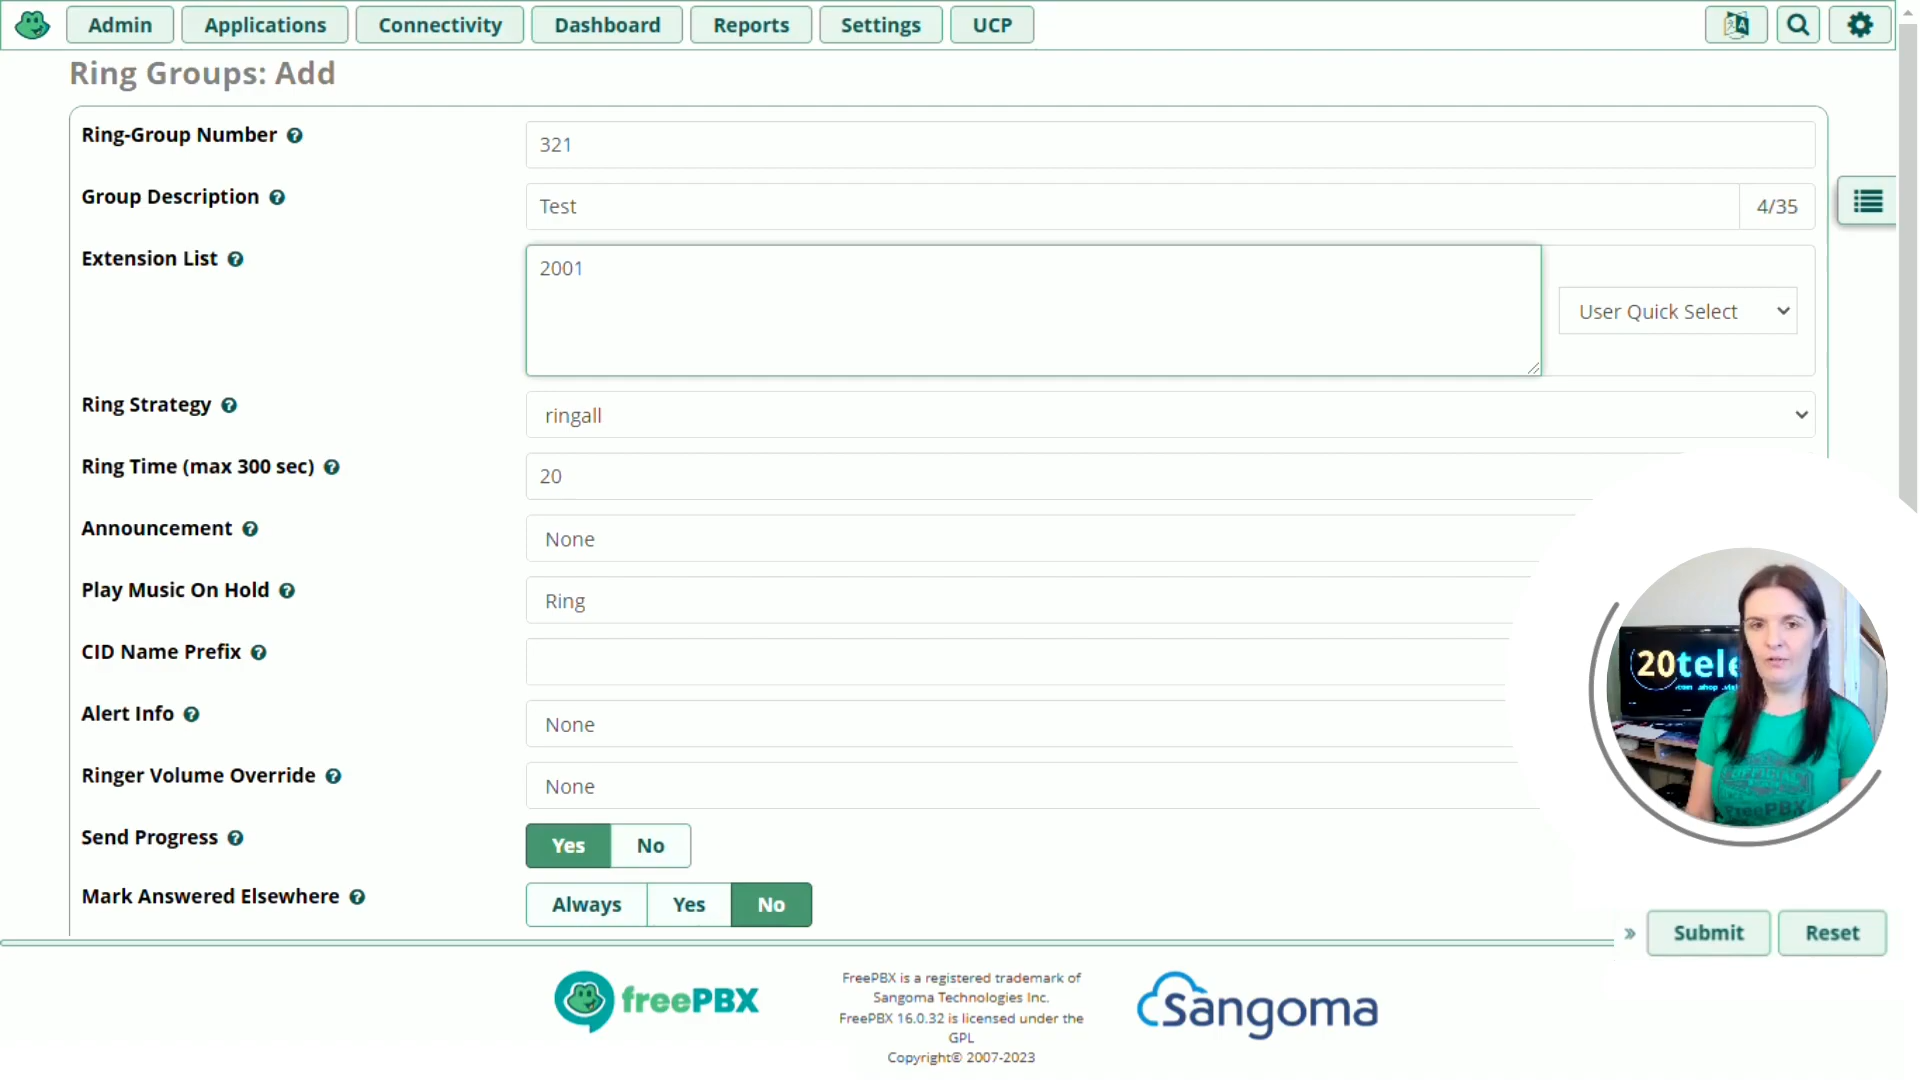 Admin
Applications
Connectivity
Dashboard
Reports
Settings
UCP
Ring Groups: Add
Ring-Group Number
321
Group Description
Test
4/35
Extension List
2001
User Quick Select
Ring Strategy
ringall
Ring Time (max 300 sec)
20
Announcement
None
Play Music On Hold
Ring
CID Name Prefix
Alert Info
None
Ringer Volume Override
None
Send Progress
Yes
No
Mark Answered Elsewhere
Always
Yes
No
20tele
FreePBX
» Submit
Reset
freePBX
FreePBX is a registered trademark of
Sangoma Technologies Inc.
FreePBX 16.0.32 is licensed under the
GPL
Copyright© 2007-2023
Sangoma